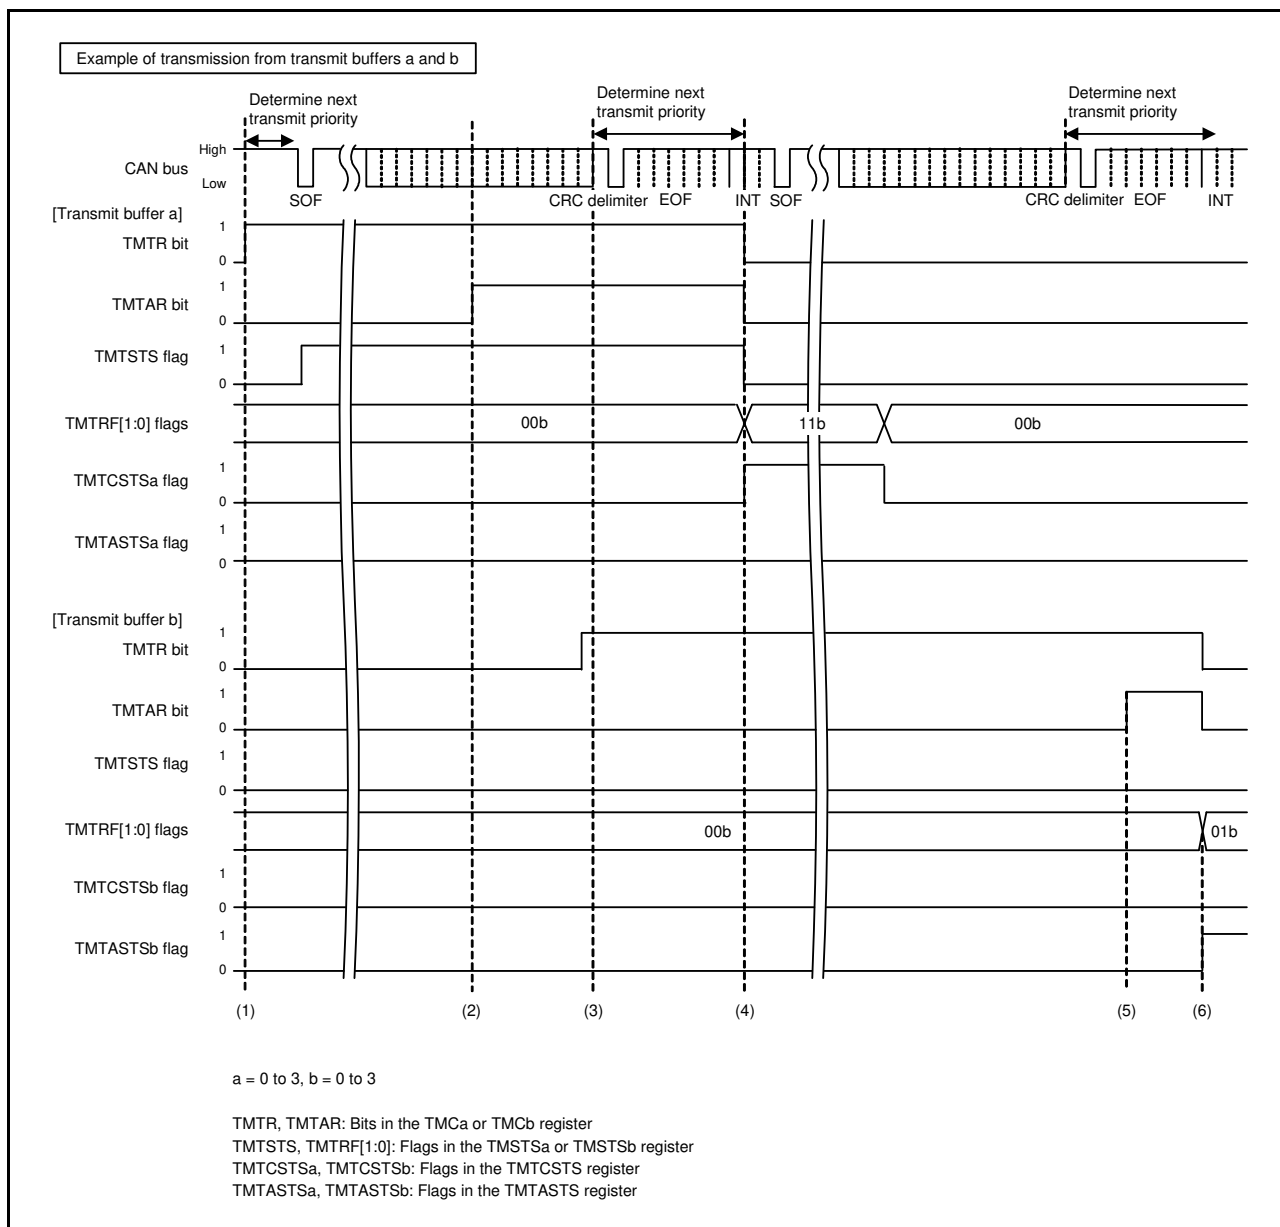 Example of transmission from transmit buffers a and b
Determine next
transmit priority
Determine next
transmit priority
Determine next
transmit priority
High
CAN bus
Low
SOF
CRC delimiter
EOF
INT
SOF
CRC delimiter
EOF
INT
[Transmit buffer a]
1
TMTR bit
0
1
TMTAR bit
0
1
TMTSTS flag
0
TMTRF[1:0] flags
00b
11b
00b
1
TMTCSTSa flag
0
1
TMTASTSa flag
0
[Transmit buffer b]
1
TMTR bit
0
1
TMTAR bit
0
1
TMTSTS flag
0
TMTRF[1:0] flags
00b
01b
1
TMTCSTSb flag
0
1
TMTASTSb flag
0
(1)
(2)
(3)
(4)
(5)
(6)
a = 0 to 3, b = 0 to 3
TMTR, TMTAR: Bits in the TMCa or TMCb register
TMTSTS, TMTRF[1:0]: Flags in the TMSTSa or TMSTSb register
TMTCSTSa, TMTCSTSb: Flags in the TMTCSTS register
TMTASTSa, TMTASTSb: Flags in the TMTASTS register